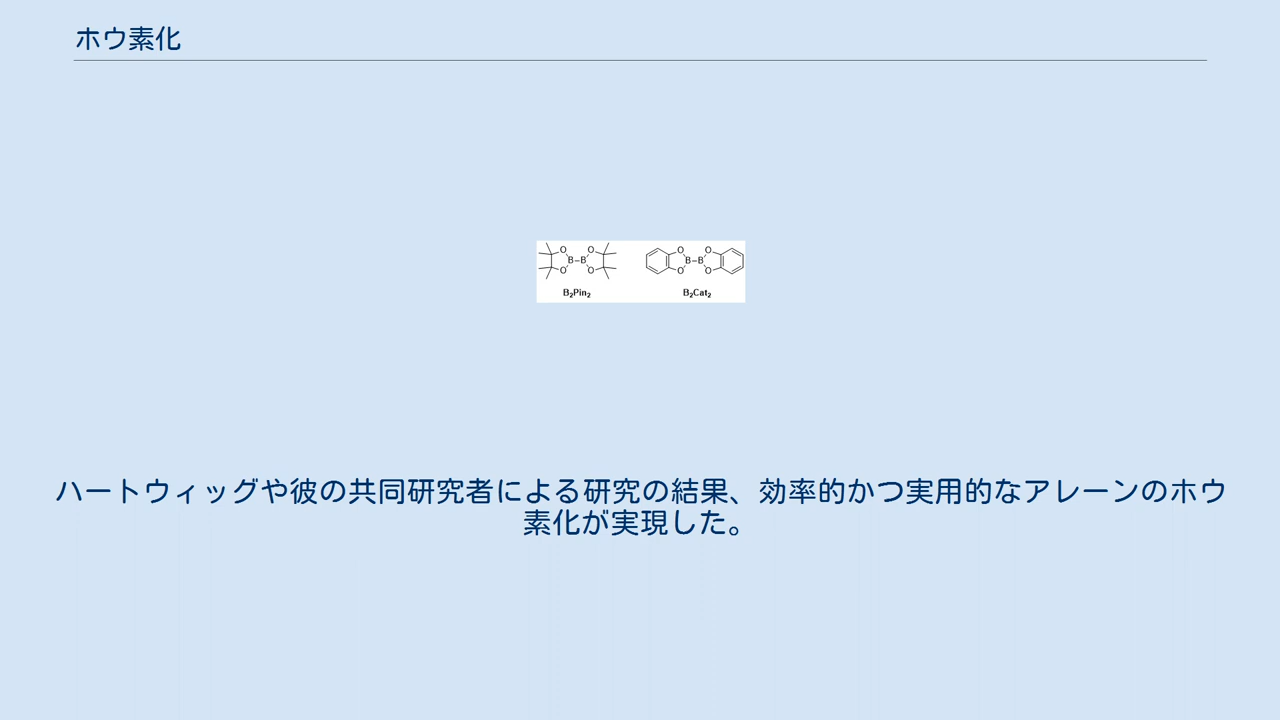 ホウ素化
O O O O
B–B B–B
O O O O
B₂Pin₂ B₂Cat₂
ハートウィッグや彼の共同研究者による研究の結果、効率的かつ実用的なアレーンのホウ
素化が実現した。